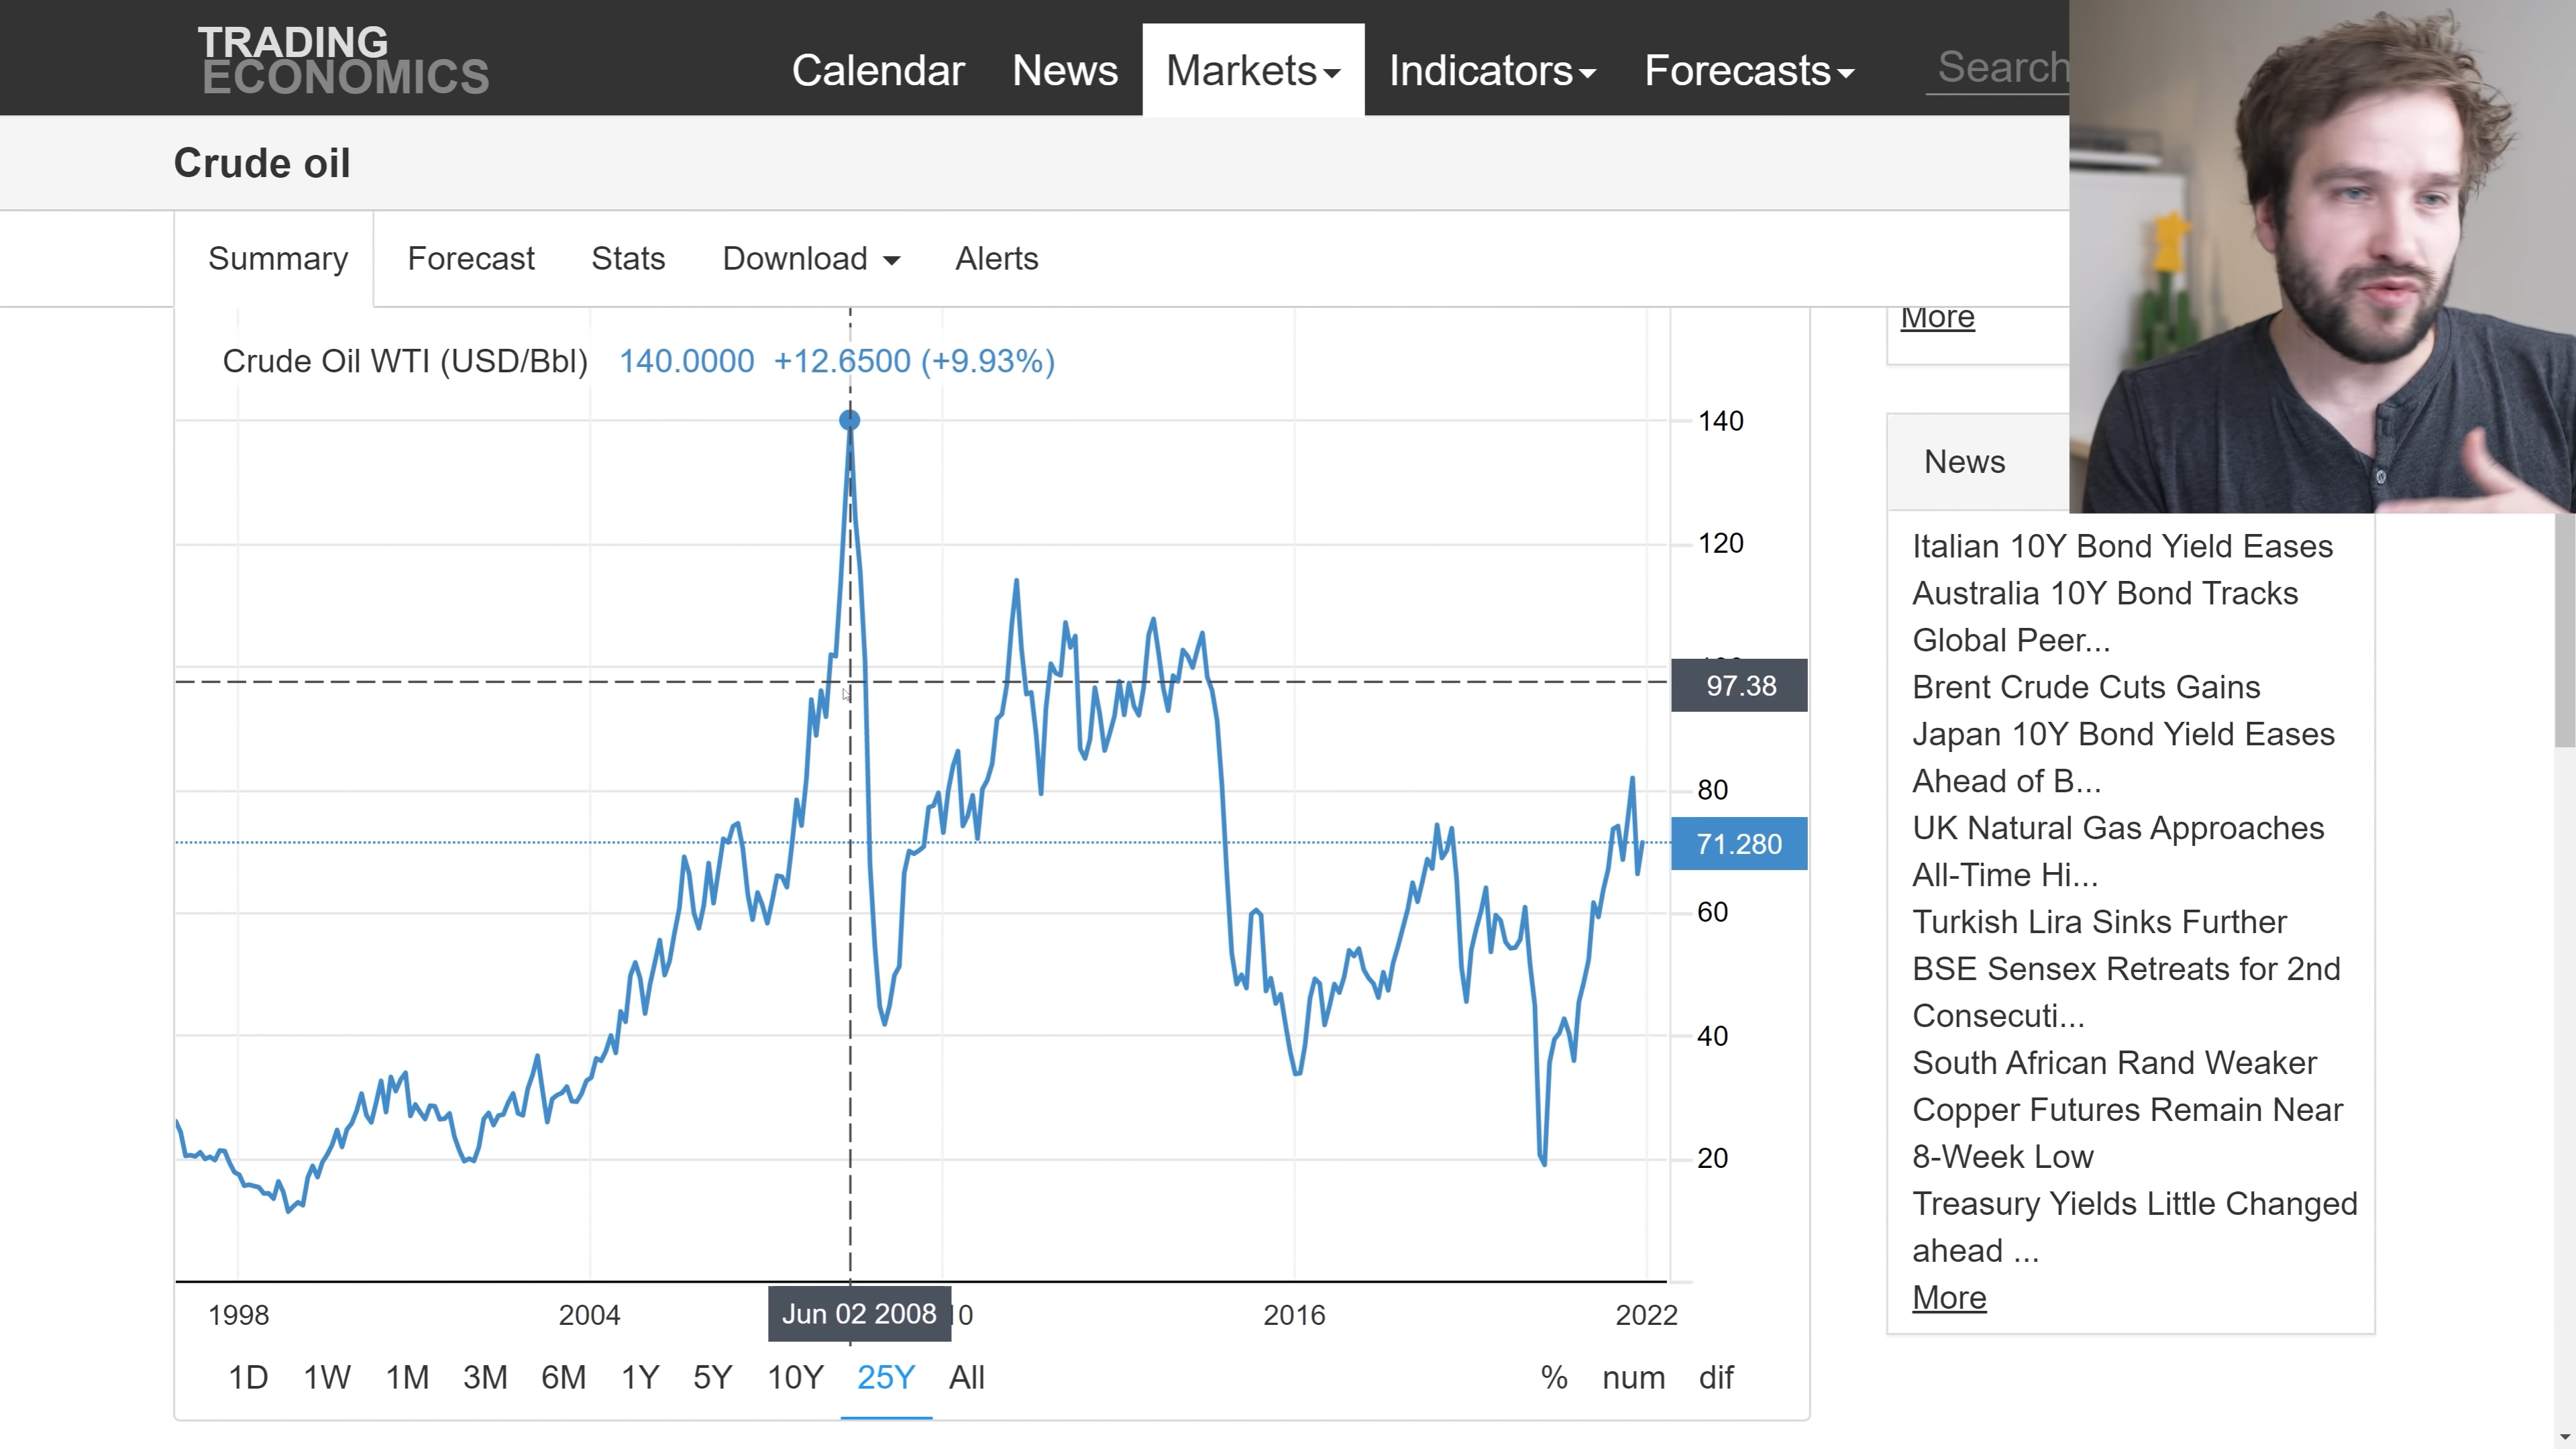 TRADING
ECONOMICS
Calendar
News
Markets
Indicators
Forecasts
Search
Crude oil
Summary
Forecast
Stats
Download
Alerts
Crude Oil WTI (USD/Bbl) 140.0000 +12.6500 (+9.93%)
140
120
97.38
80
71.280
60
40
20
1998
2004
Jun 02 2008
10
2016
2022
1D
1W
1M
3M
6M
1Y
5Y
10Y
25Y
All
%
num
dif
More
News
Italian 10Y Bond Yield Eases
Australia 10Y Bond Tracks
Global Peer...
Brent Crude Cuts Gains
Japan 10Y Bond Yield Eases
Ahead of B...
UK Natural Gas Approaches
All-Time Hi...
Turkish Lira Sinks Further
BSE Sensex Retreats for 2nd
Consecuti...
South African Rand Weaker
Copper Futures Remain Near
8-Week Low
Treasury Yields Little Changed
ahead ...
More